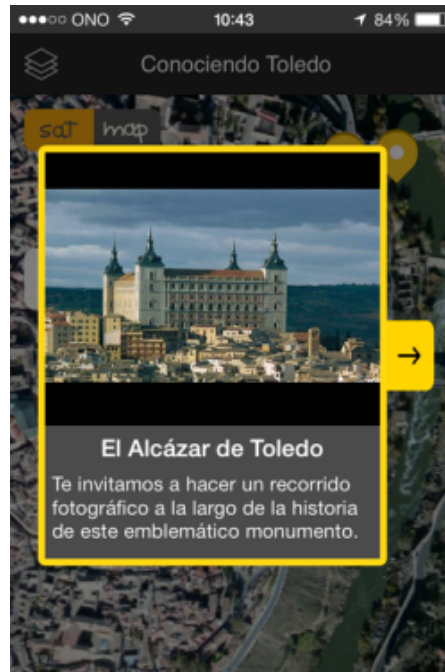 ONO 10:43 84%
Conociendo Toledo
sat map
El Alcázar de Toledo
Te invitamos a hacer un recorrido
fotográfico a la largo de la historia
de este emblemático monumento.